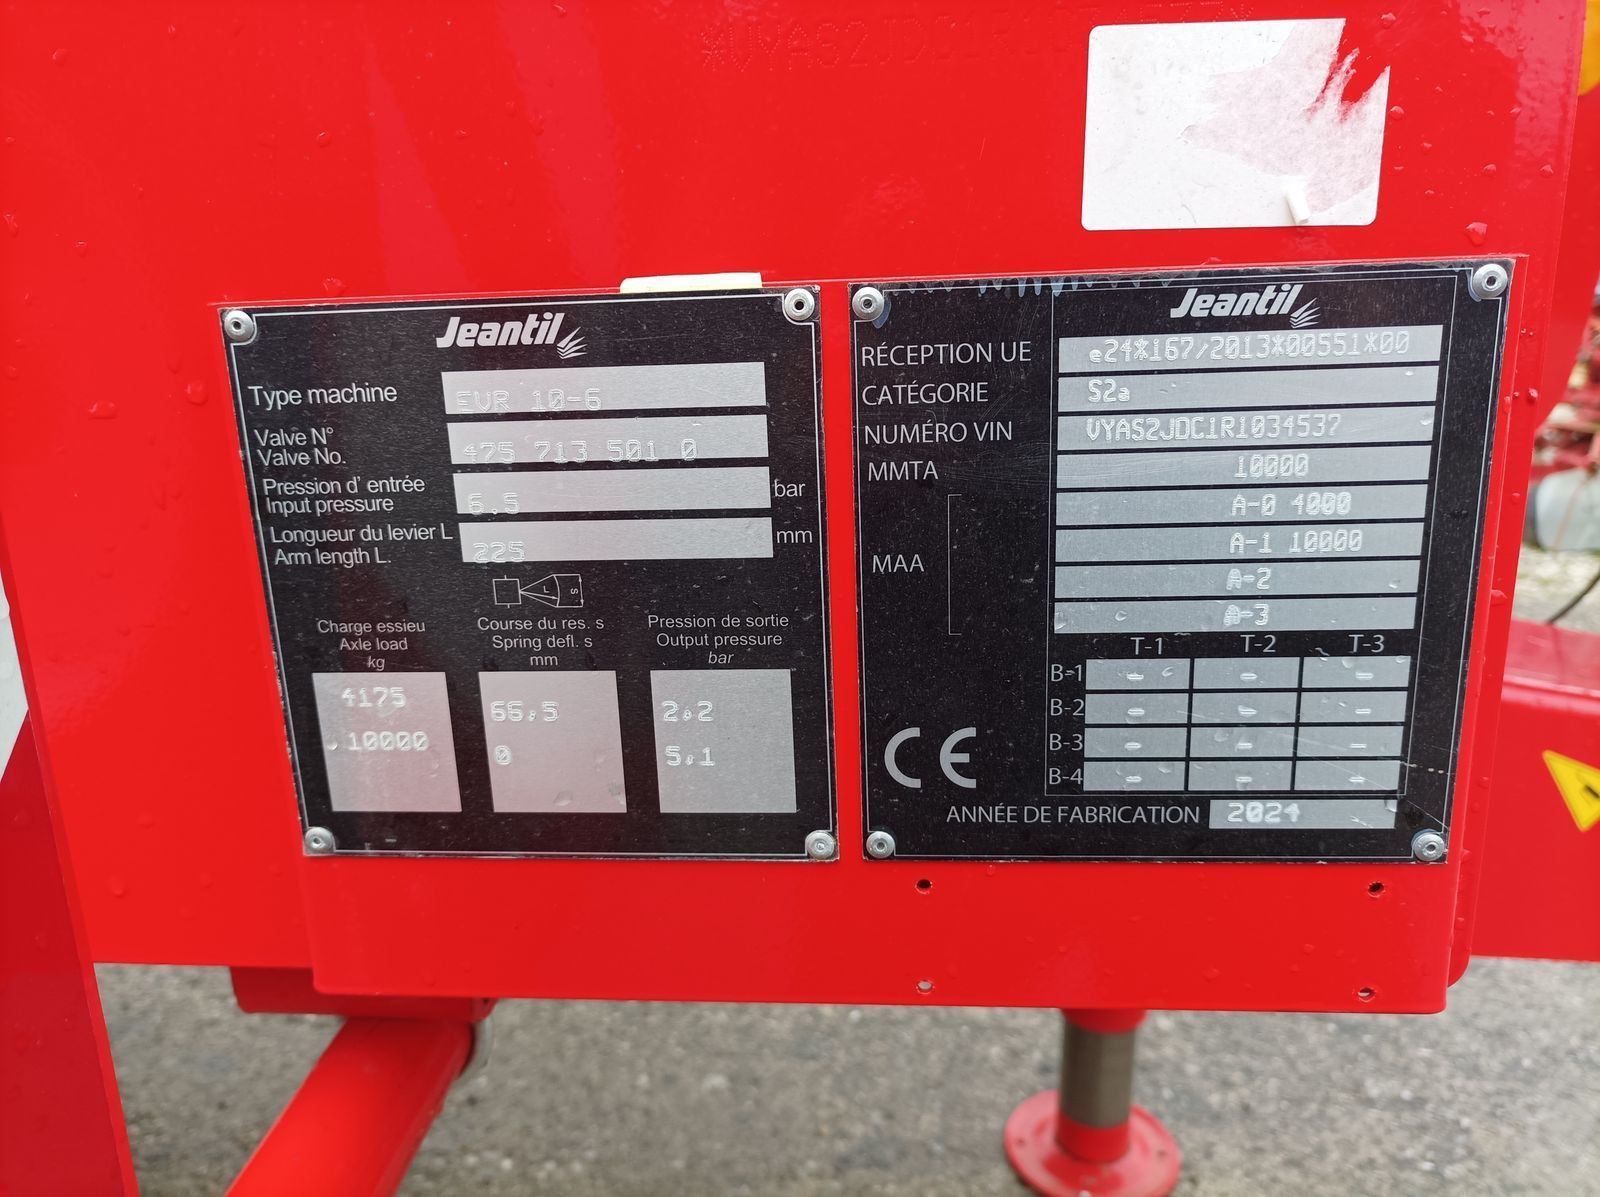 Jeantil
Type machine EVR 10-6
Valve N°
Valve No. 475 713 501 0
Pression d' entrée
Input pressure 6.5 bar
Longueur du levier L
Arm length L. 225 mm
L S
Charge essieu
Axle load
kg
Course du res. s
Spring defl. s
mm
Pression de sortie
Output pressure
bar
4175 66,5 2,2
10000 0 5,1
Jeantil
RÉCEPTION UE e24*167/2013*00551*00
CATÉGORIE S2a
NUMÉRO VIN VYAS2JDC1R1034537
MMTA 10000
MAA
A-0 4000
A-1 10000
A-2
A-3
T-1 T-2 T-3
B-1 - - -
B-2 - - -
B-3 - - -
B-4 - - -
CE
ANNÉE DE FABRICATION 2024